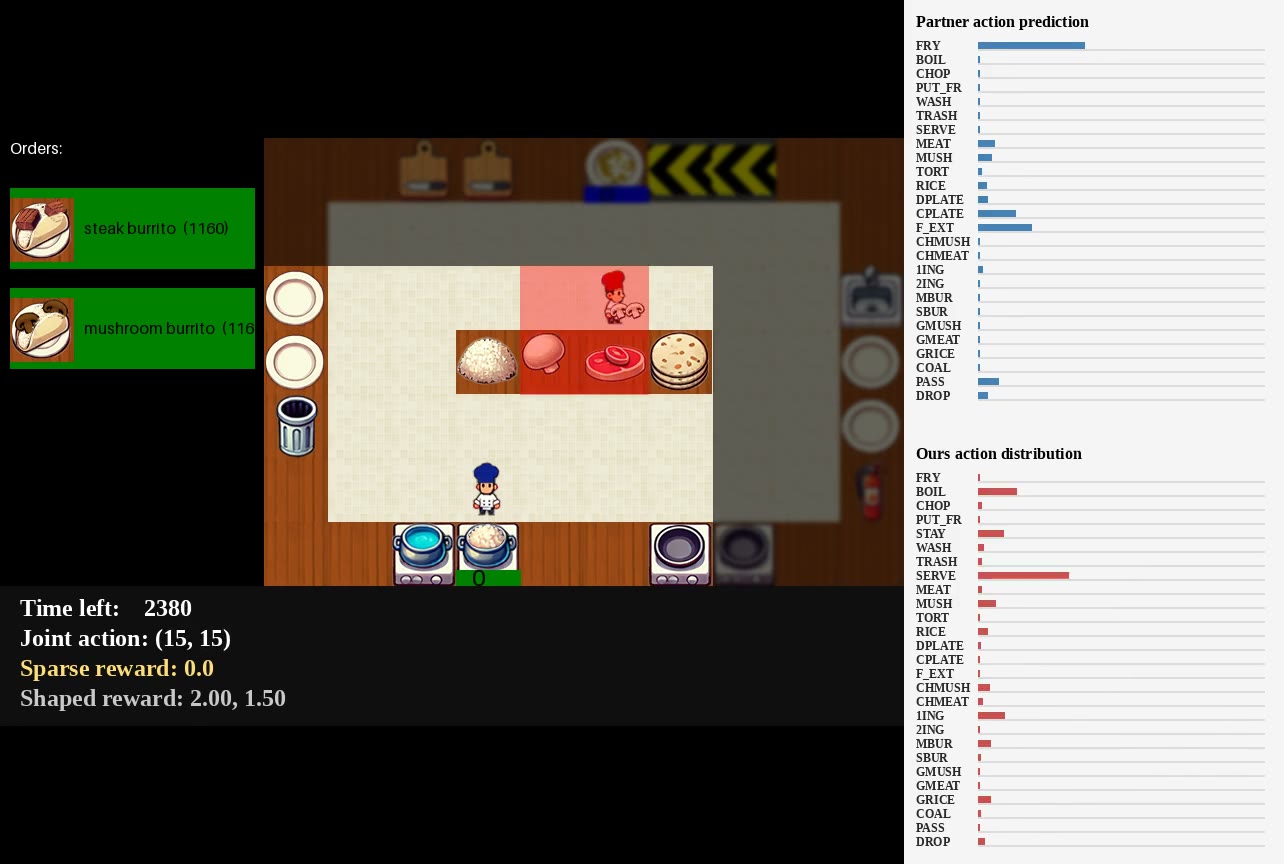 Orders:
steak burrito (1160)
mushroom burrito (116
0
Time left: 2380
Joint action: (15, 15)
Sparse reward: 0.0
Shaped reward: 2.00, 1.50
Partner action prediction
FRY
BOIL
CHOP
PUT_FR
WASH
TRASH
SERVE
MEAT
MUSH
TORT
RICE
DPLATE
CPLATE
F_EXT
CHMUSH
CHMEAT
1ING
2ING
MBUR
SBUR
GMUSH
GMEAT
GRICE
COAL
PASS
DROP
Ours action distribution
FRY
BOIL
CHOP
PUT_FR
STAY
WASH
TRASH
SERVE
MEAT
MUSH
TORT
RICE
DPLATE
CPLATE
F_EXT
CHMUSH
CHMEAT
1ING
2ING
MBUR
SBUR
GMUSH
GMEAT
GRICE
COAL
PASS
DROP